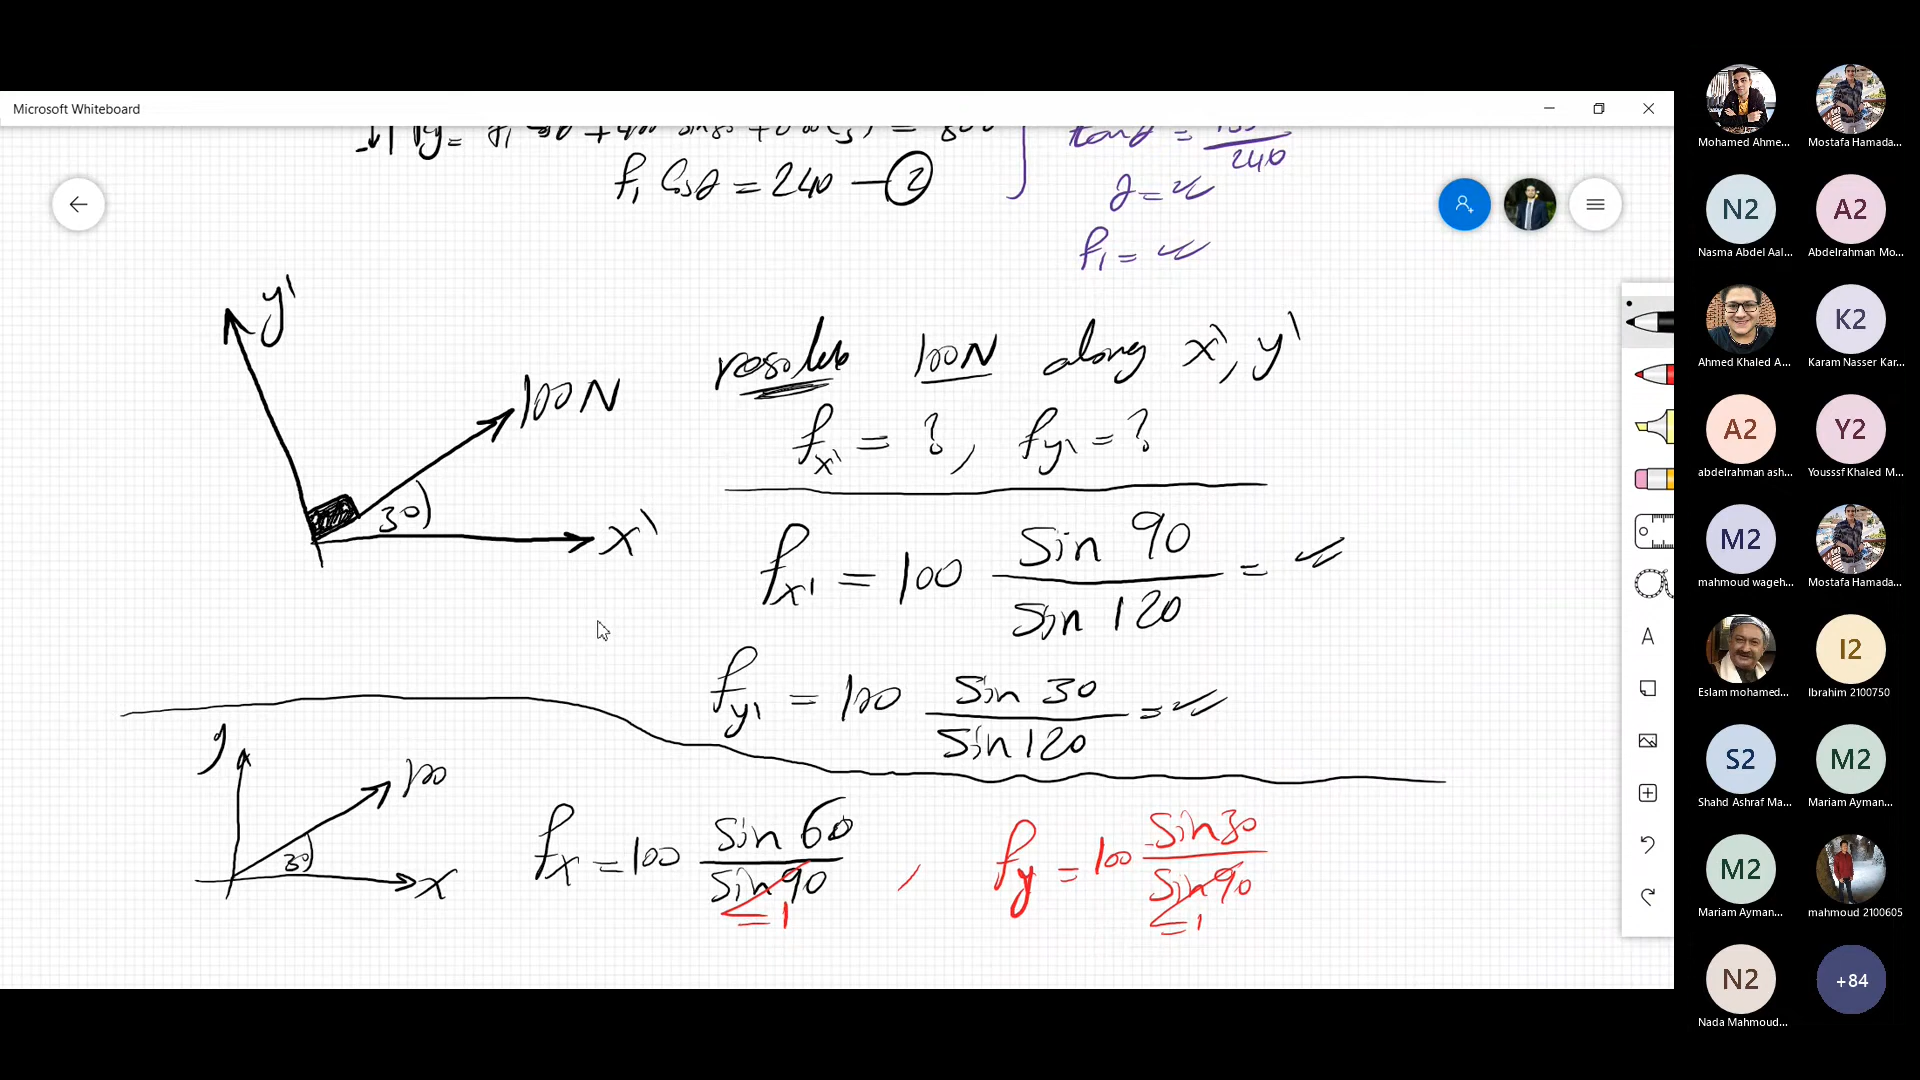 Microsoft Whiteboard
= 800
tan θ =
240
f₁ Cos θ = 240 — ②
θ =
f₁ =
y'
100N
30
x'
resolve 100N along x', y'
fx' = ? , fy' = ?
fx' = 100 Sin 90 / Sin 120 = ✓
fy' = 100 Sin 30 / Sin 120 = ✓
y
100
30
x
fx = 100 Sin 60 / Sin 90 = 1 , fy = 100 Sin 30 / Sin 90 = 1
A
Mohamed Ahme...
Mostafa Hamada...
N2
Nasma Abdel Aal...
A2
Abdelrahman Mo...
Ahmed Khaled A...
K2
Karam Nasser Kar...
A2
abdelrahman ash...
Y2
Yousssf Khaled M...
M2
mahmoud wageh...
Mostafa Hamada...
Eslam mohamed...
I2
Ibrahim 2100750
S2
Shahd Ashraf Ma...
M2
Mariam Ayman...
M2
Mariam Ayman...
mahmoud 2100605
N2
Nada Mahmoud...
+84